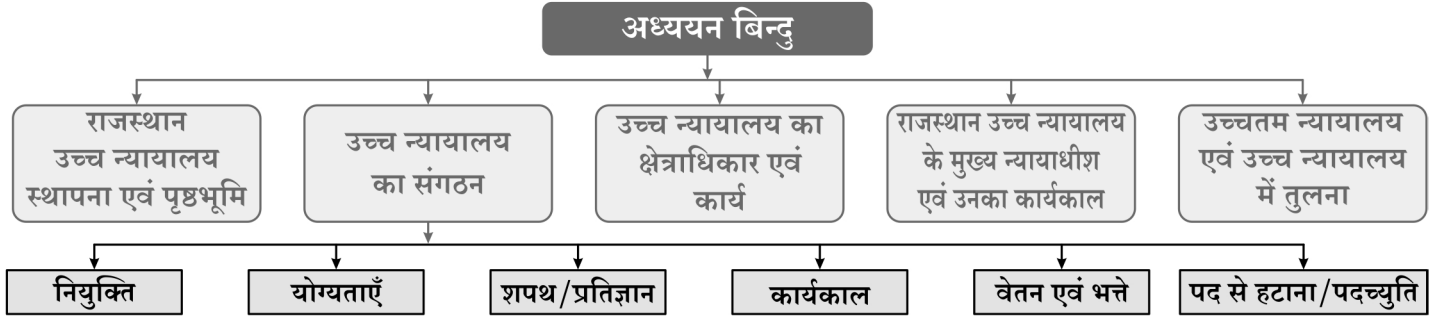 अध्ययन बिन्दु
राजस्थान
उच्च न्यायालय
स्थापना एवं पृष्ठभूमि
उच्च न्यायालय
का संगठन
उच्च न्यायालय का
क्षेत्राधिकार एवं
कार्य
राजस्थान उच्च न्यायालय
के मुख्य न्यायाधीश
एवं उनका कार्यकाल
उच्चतम न्यायालय
एवं उच्च न्यायालय
में तुलना
नियुक्ति
योग्यताएँ
शपथ/प्रतिज्ञान
कार्यकाल
वेतन एवं भत्ते
पद से हटाना/पदच्युति